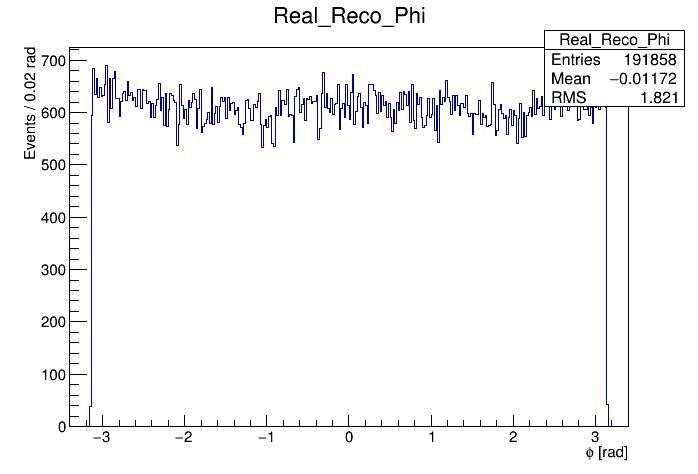 Real_Reco_Phi
Real_Reco_Phi
Entries 191858
Mean −0.01172
RMS 1.821
Events / 0.02 rad
700
600
500
400
300
200
100
0
−3 −2 −1 0 1 2 3
ϕ [rad]